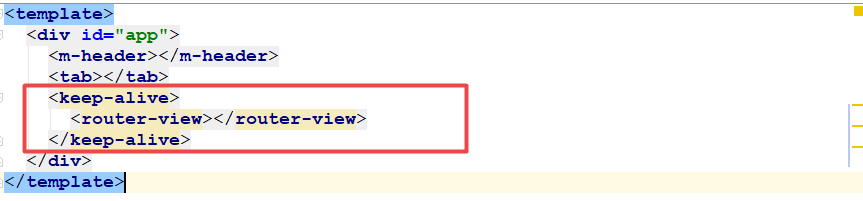 <template>
<div id="app">
<m-header></m-header>
<tab></tab>
<keep-alive>
<router-view></router-view>
</keep-alive>
</div>
</template>